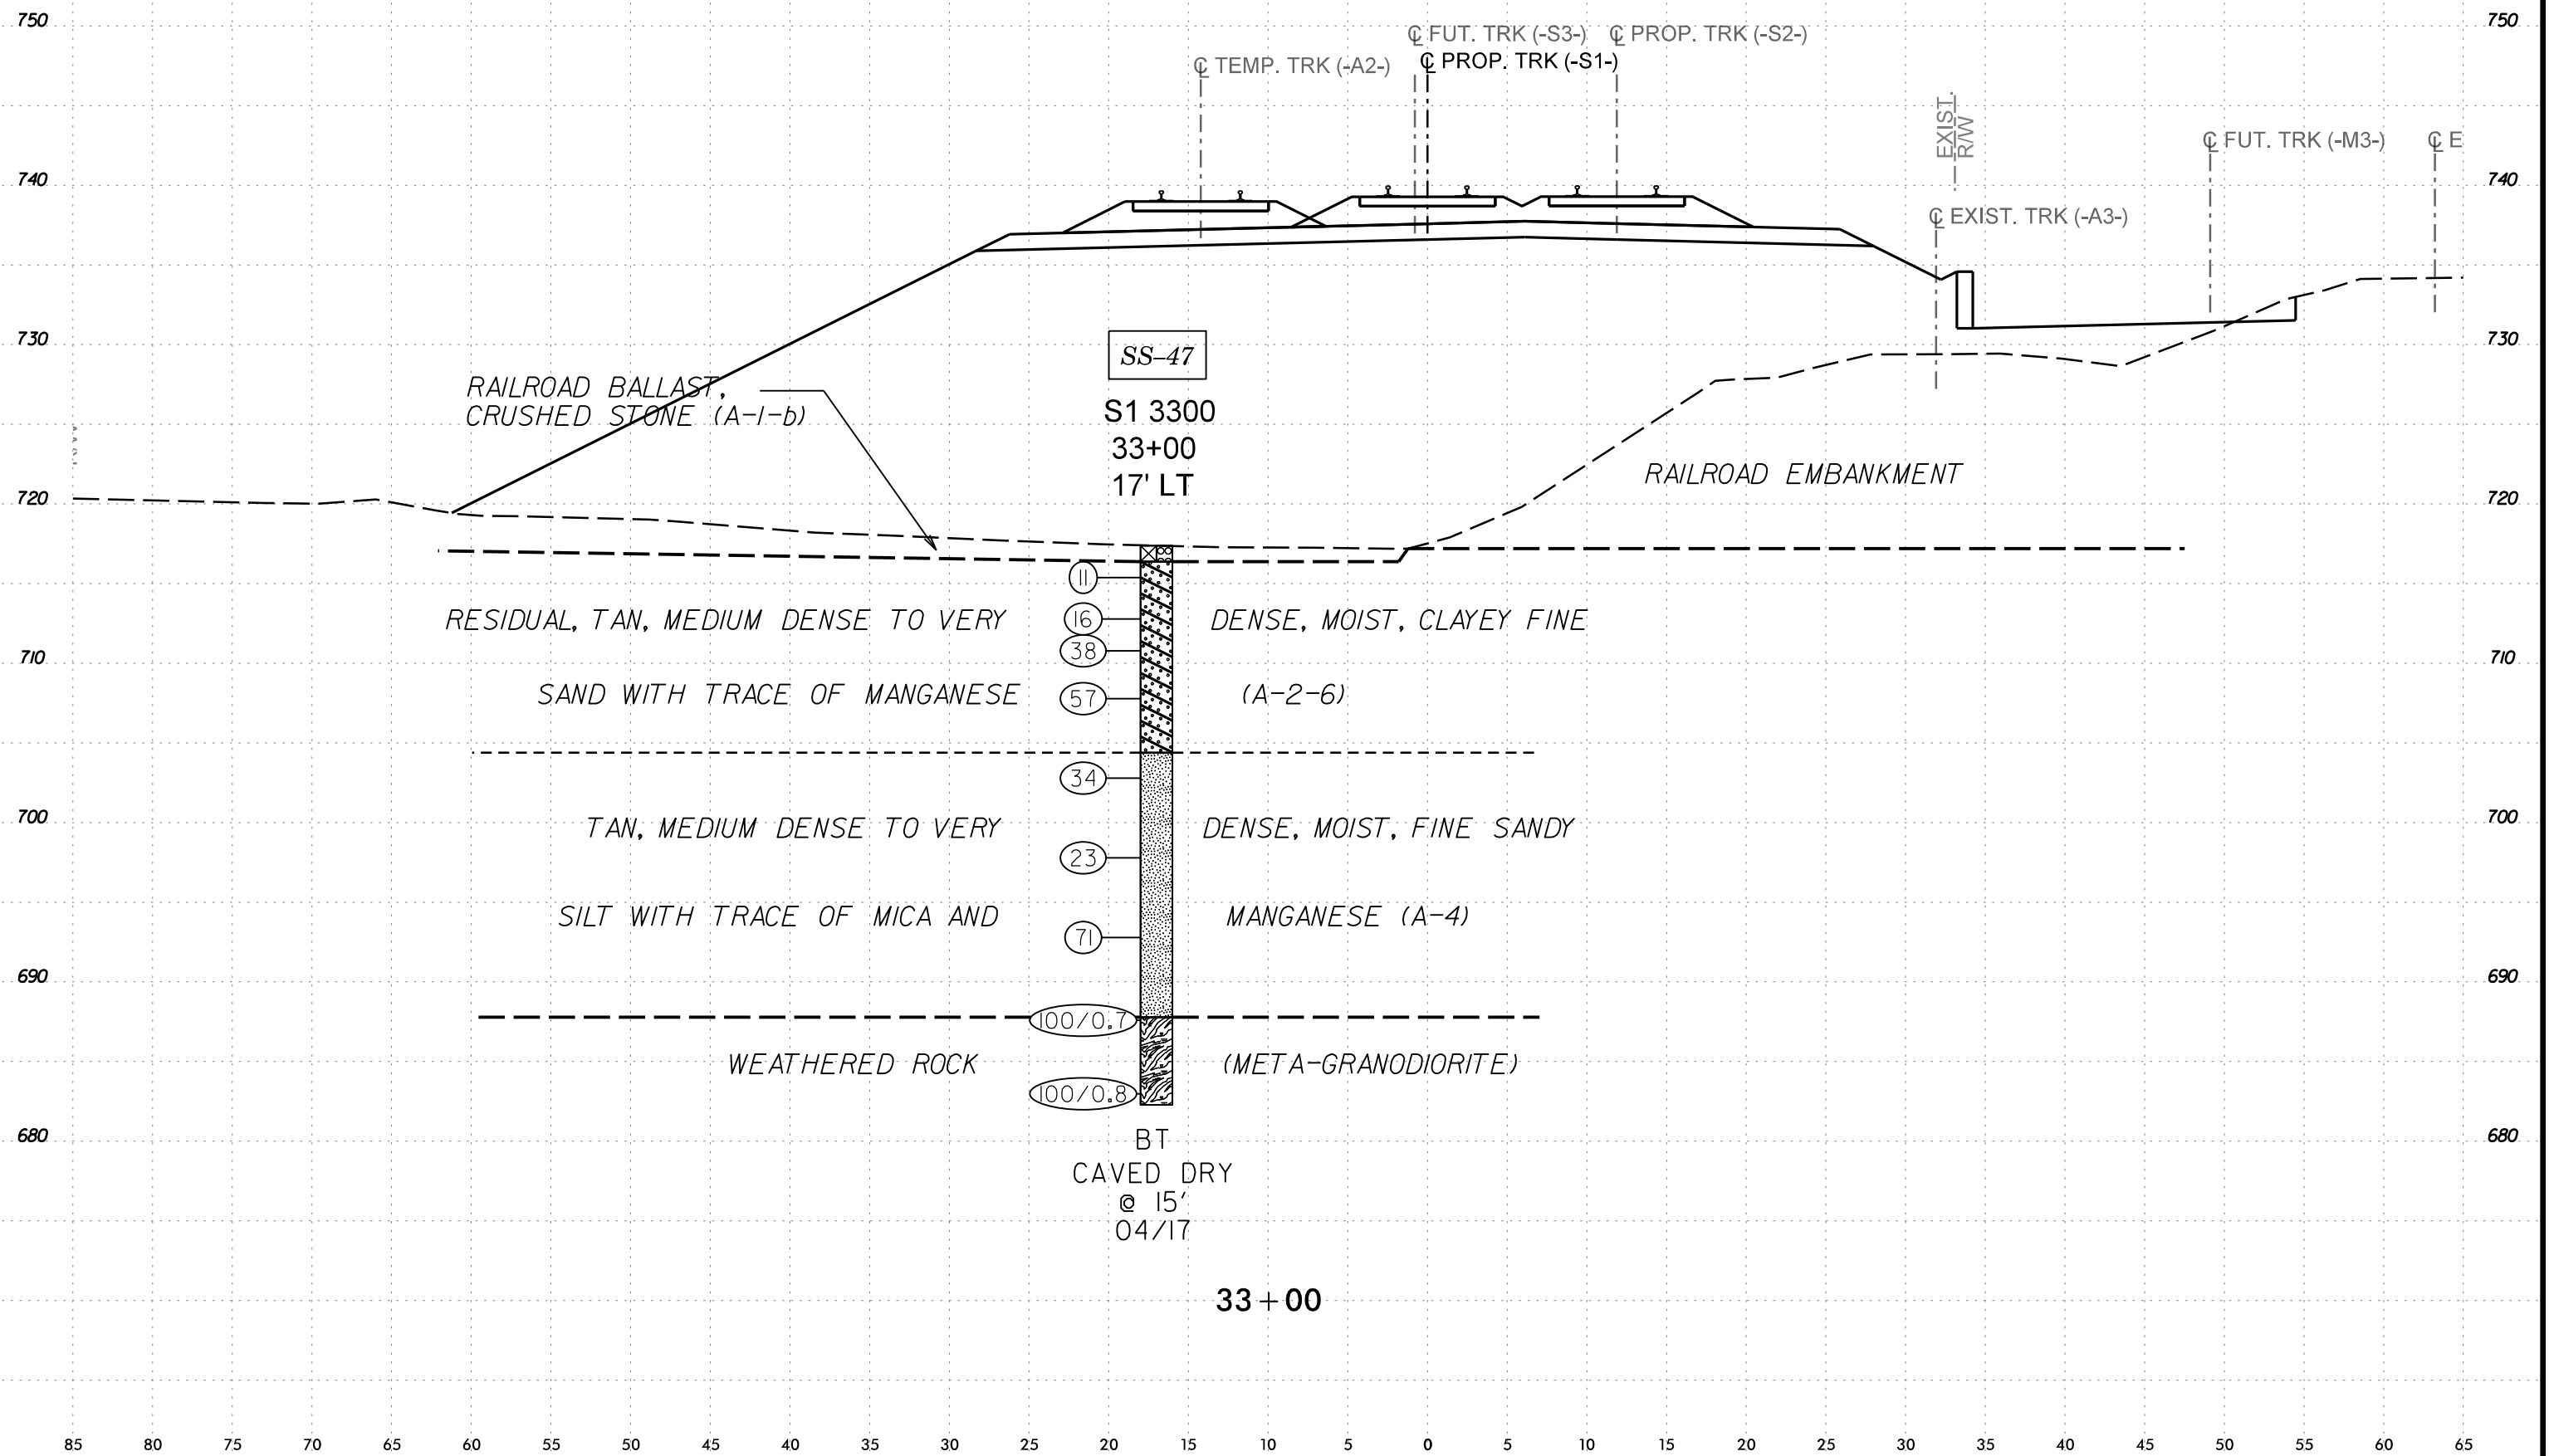 750 750
℄ FUT. TRK (-S3-) ℄ PROP. TRK (-S2-)
℄ TEMP. TRK (-A2-) ℄ PROP. TRK (-S1-)
EXIST.
R/W
℄ FUT. TRK (-M3-) ℄ E
740 740
℄ EXIST. TRK (-A3-)
730 730
SS-47
S1 3300
33+00
17' LT
RAILROAD BALLAST,
CRUSHED STONE (A-1-b)
RAILROAD EMBANKMENT
720 720
11
RESIDUAL, TAN, MEDIUM DENSE TO VERY 16 DENSE, MOIST, CLAYEY FINE
38
710 710
SAND WITH TRACE OF MANGANESE 57 (A-2-6)
34
700 700
TAN, MEDIUM DENSE TO VERY DENSE, MOIST, FINE SANDY
23
SILT WITH TRACE OF MICA AND MANGANESE (A-4)
71
690 690
100/0.7
WEATHERED ROCK (META-GRANODIORITE)
100/0.8
680 680
BT
CAVED DRY
@ 15'
04/17
33+00
85 80 75 70 65 60 55 50 45 40 35 30 25 20 15 10 5 0 5 10 15 20 25 30 35 40 45 50 55 60 65